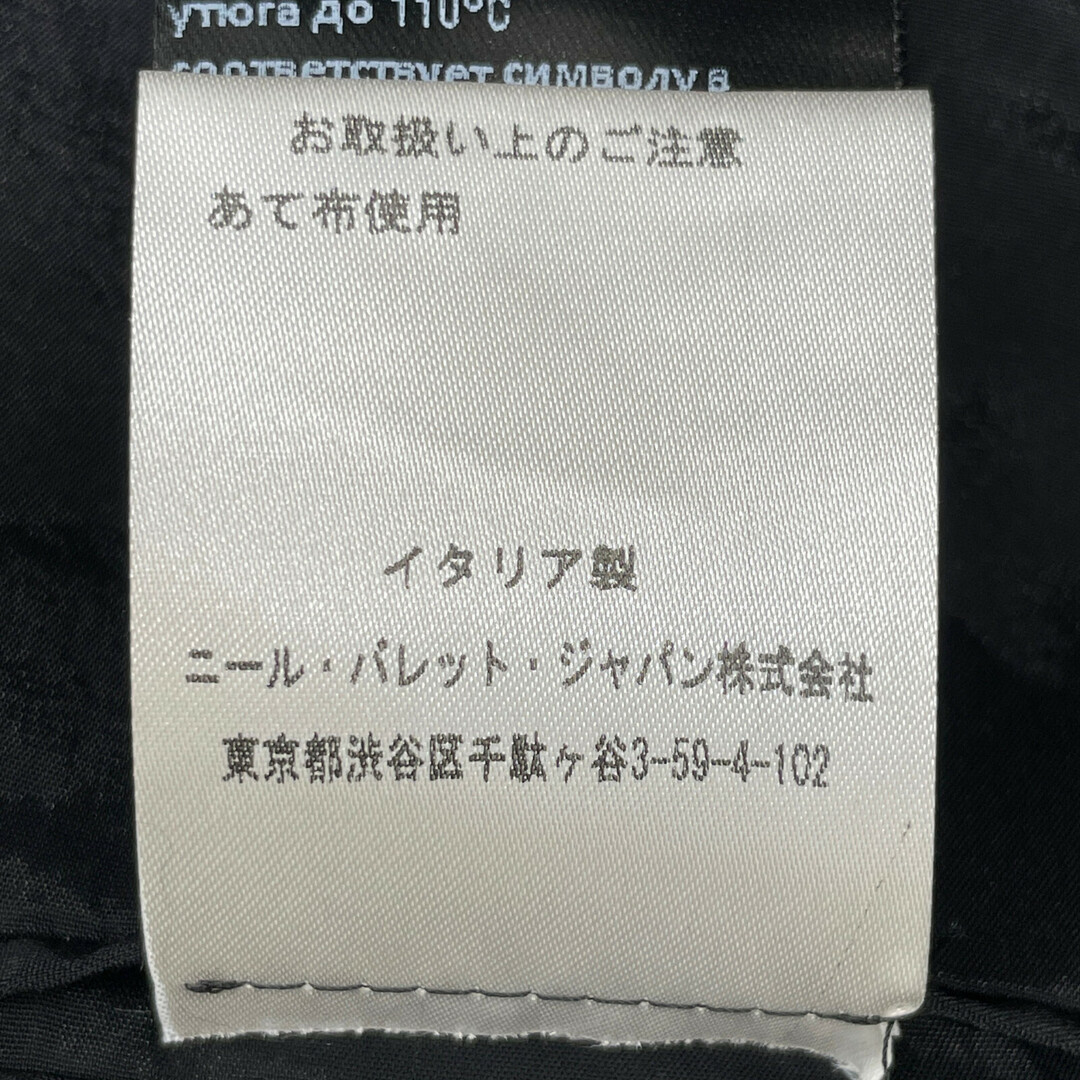 утюга до 110°C
соответствует символу в
お取扱い上のご注意
あて布使用
イタリア製
ニール・バレット・ジャパン株式会社
東京都渋谷区千駄ヶ谷3-59-4-102